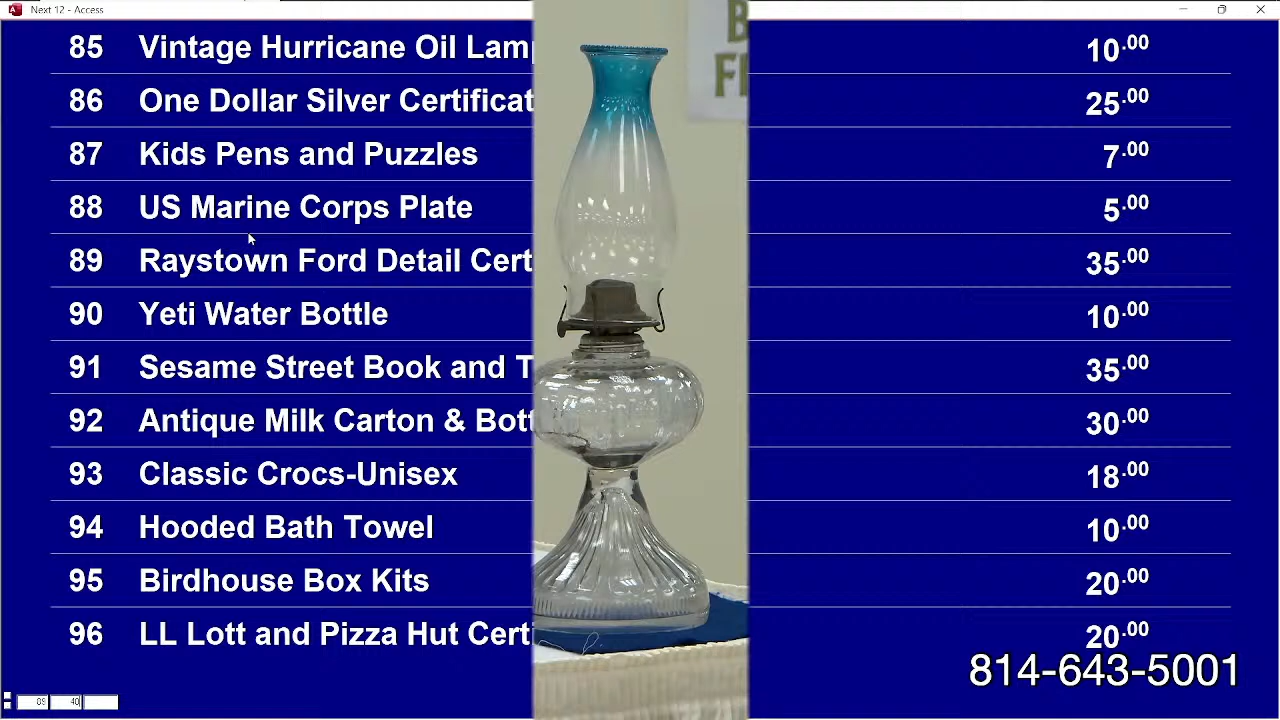 Next 12 - Access
85 Vintage Hurricane Oil Lam 10.00
86 One Dollar Silver Certificat 25.00
87 Kids Pens and Puzzles 7.00
88 US Marine Corps Plate 5.00
89 Raystown Ford Detail Cert 35.00
90 Yeti Water Bottle 10.00
91 Sesame Street Book and T 35.00
92 Antique Milk Carton & Bott 30.00
93 Classic Crocs-Unisex 18.00
94 Hooded Bath Towel 10.00
95 Birdhouse Box Kits 20.00
96 LL Lott and Pizza Hut Certi 20.00
814-643-5001